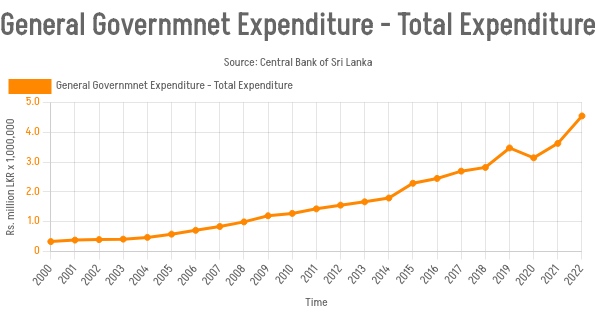 General Governmnet Expenditure - Total Expenditure
Source: Central Bank of Sri Lanka
General Governmnet Expenditure - Total Expenditure
Rs. million LKR x 1,000,000
5.0
4.0
3.0
2.0
1.0
0
2000 2001 2002 2003 2004 2005 2006 2007 2008 2009 2010 2011 2012 2013 2014 2015 2016 2017 2018 2019 2020 2021 2022
Time